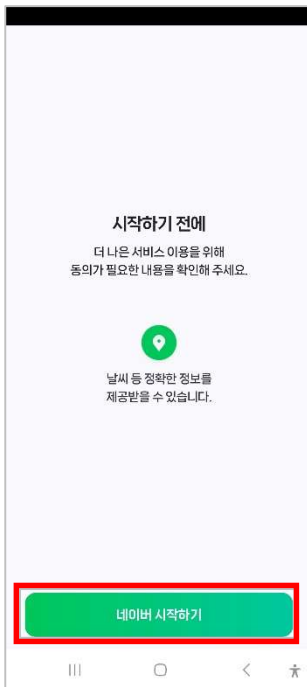 시작하기 전에
더 나은 서비스 이용을 위해
동의가 필요한 내용을 확인해 주세요.
날씨 등 정확한 정보를
제공받을 수 있습니다.
네이버 시작하기